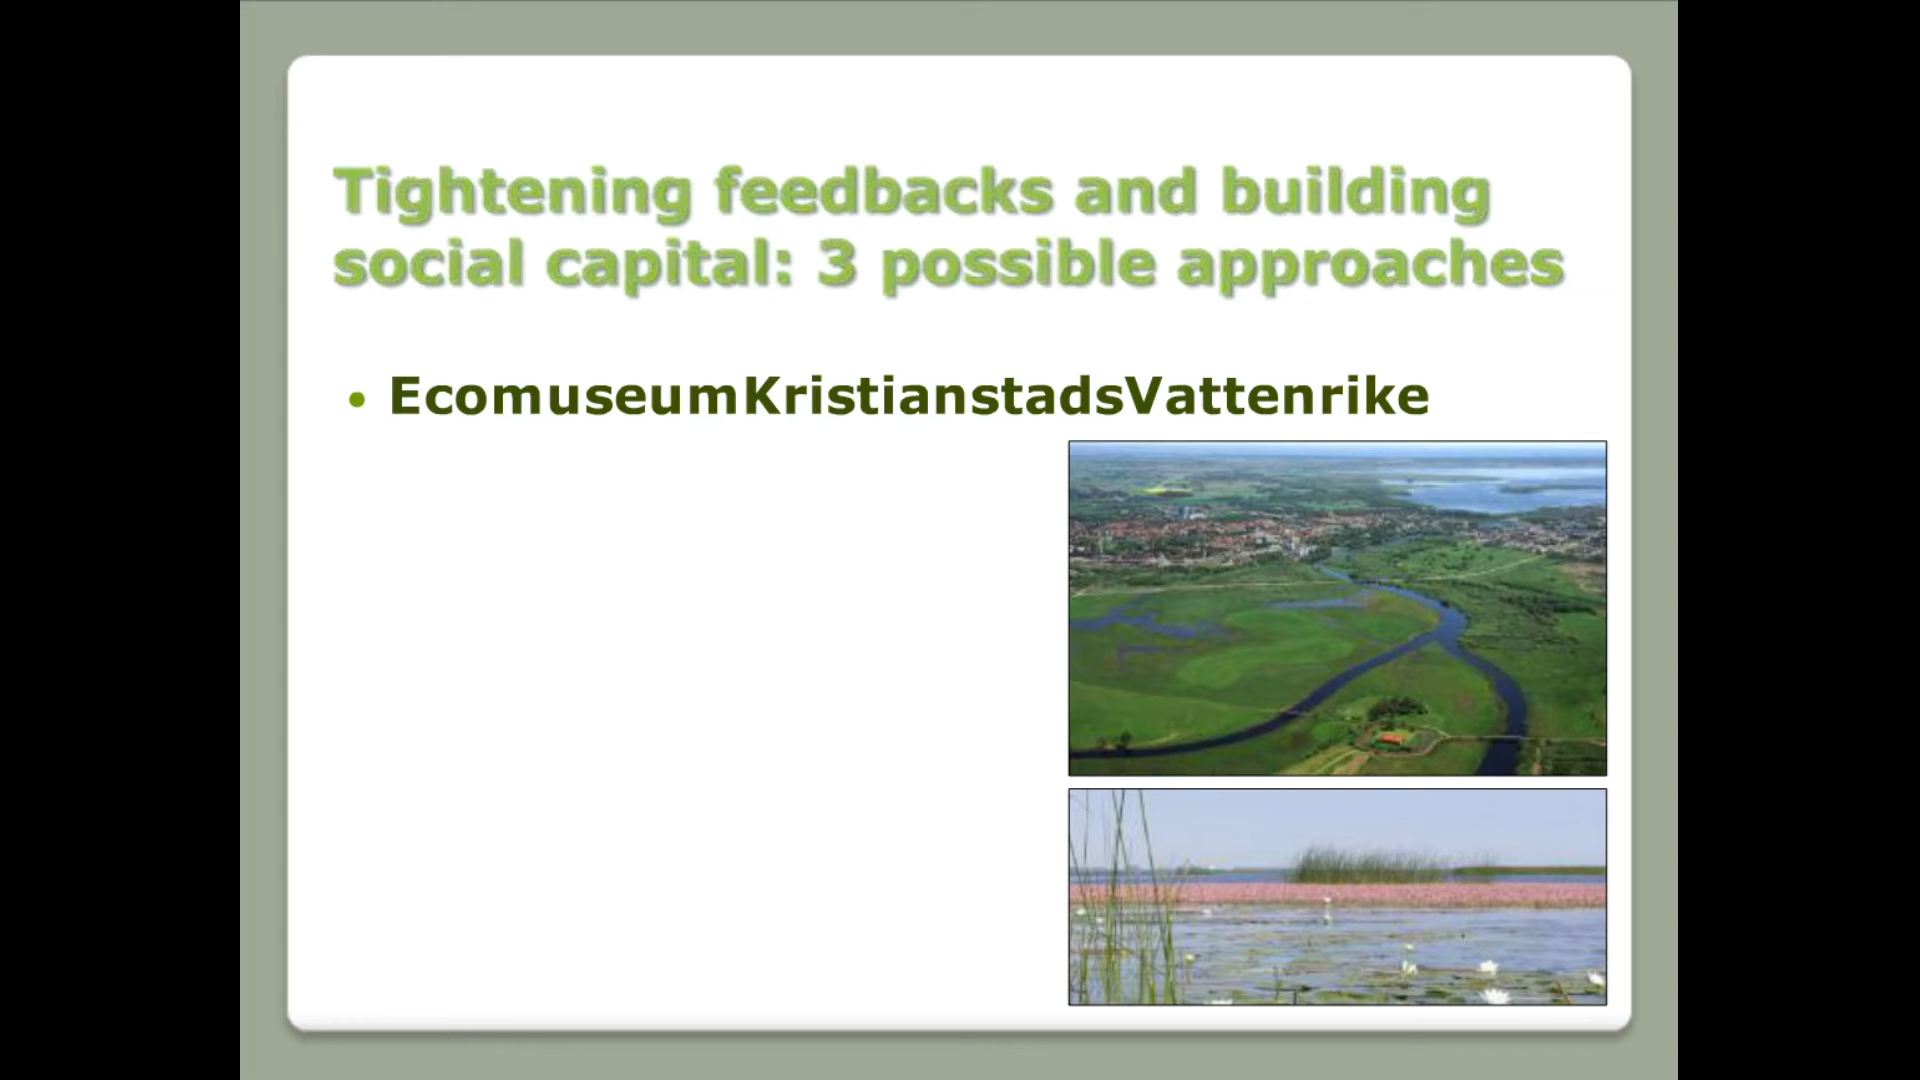 Tightening feedbacks and building
social capital: 3 possible approaches
• EcomuseumKristianstadsVattenrike